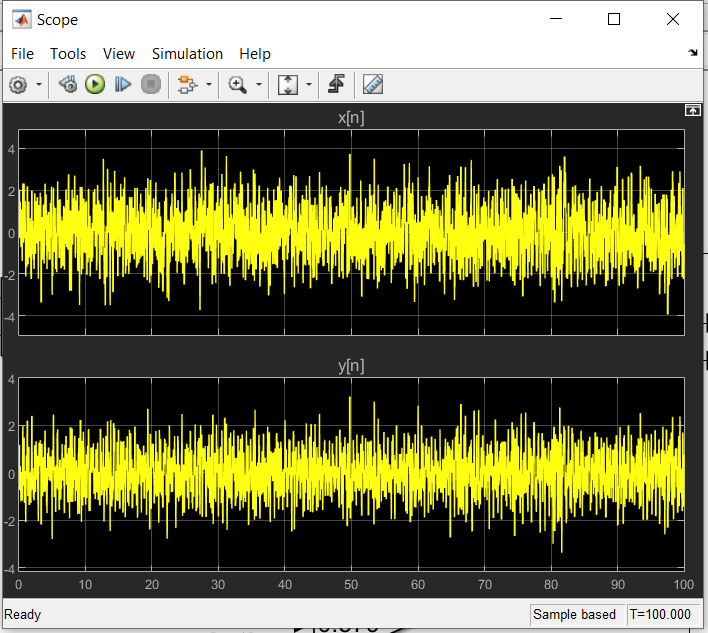 Scope
File Tools View Simulation Help
x[n]
4
2
0
-2
-4
y[n]
4
2
0
-2
-4
0 10 20 30 40 50 60 70 80 90 100
Ready Sample based T=100.000